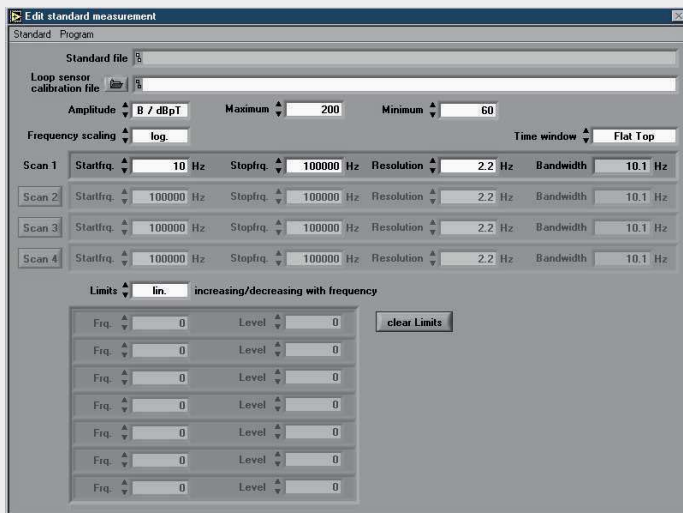 Edit standard measurement
Standard Program
Standard file
Loop sensor
calibration file
Amplitude B / dBpT Maximum 200 Minimum 60
Frequency scaling log. Time window Flat Top
Scan 1 Startfrq. 10 Hz Stopfrq. 100000 Hz Resolution 2.2 Hz Bandwidth 10.1 Hz
Scan 2 Startfrq. 100000 Hz Stopfrq. 100000 Hz Resolution 2.2 Hz Bandwidth 10.1 Hz
Scan 3 Startfrq. 100000 Hz Stopfrq. 100000 Hz Resolution 2.2 Hz Bandwidth 10.1 Hz
Scan 4 Startfrq. 100000 Hz Stopfrq. 100000 Hz Resolution 2.2 Hz Bandwidth 10.1 Hz
Limits lin. increasing/decreasing with frequency
Frq. 0 Level 0 clear Limits
Frq. 0 Level 0
Frq. 0 Level 0
Frq. 0 Level 0
Frq. 0 Level 0
Frq. 0 Level 0
Frq. 0 Level 0